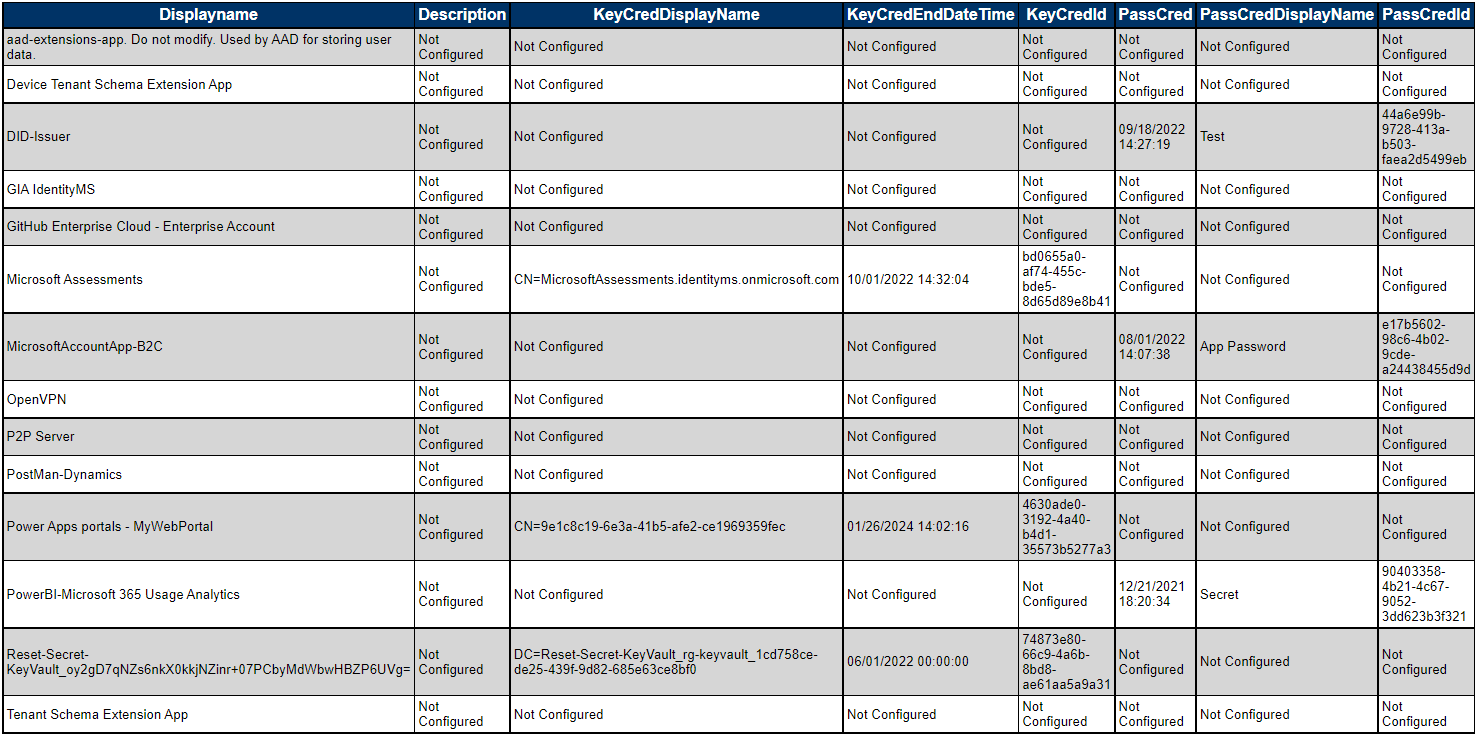 Displayname Description KeyCredDisplayName KeyCredEndDateTime KeyCredId PassCred PassCredDisplayName PassCredId
aad-extensions-app. Do not modify. Used by AAD for storing user data. Not Configured Not Configured Not Configured Not Configured Not Configured Not Configured Not Configured
Device Tenant Schema Extension App Not Configured Not Configured Not Configured Not Configured Not Configured Not Configured Not Configured
DID-Issuer Not Configured Not Configured Not Configured Not Configured 09/18/2022 14:27:19 Test 44a6e99b-9728-413a-b503-faea2d5499eb
GIA IdentityMS Not Configured Not Configured Not Configured Not Configured Not Configured Not Configured Not Configured
GitHub Enterprise Cloud - Enterprise Account Not Configured Not Configured Not Configured Not Configured Not Configured Not Configured Not Configured
Microsoft Assessments Not Configured CN=MicrosoftAssessments.identityms.onmicrosoft.com 10/01/2022 14:32:04 bd0655a0-af74-455c-bde5-8d65d89e8b41 Not Configured Not Configured Not Configured
MicrosoftAccountApp-B2C Not Configured Not Configured Not Configured Not Configured 08/01/2022 14:07:38 App Password e17b5602-98c6-4b02-9cde-a24438455d9d
OpenVPN Not Configured Not Configured Not Configured Not Configured Not Configured Not Configured Not Configured
P2P Server Not Configured Not Configured Not Configured Not Configured Not Configured Not Configured Not Configured
PostMan-Dynamics Not Configured Not Configured Not Configured Not Configured Not Configured Not Configured Not Configured
Power Apps portals - MyWebPortal Not Configured CN=9e1c8c19-6e3a-41b5-afe2-ce1969359fec 01/26/2024 14:02:16 4630ade0-3192-4a40-b4d1-35573b5277a3 Not Configured Not Configured Not Configured
PowerBI-Microsoft 365 Usage Analytics Not Configured Not Configured Not Configured Not Configured 12/21/2021 18:20:34 Secret 90403358-4b21-4c67-9052-3dd623b3f321
Reset-Secret-KeyVault_oy2gD7qNZs6nkX0kkjNZinr+07PCbyMdWbwHBZP6UVg= Not Configured DC=Reset-Secret-KeyVault_rg-keyvault_1cd758ce-de25-439f-9d82-685e63ce8bf0 06/01/2022 00:00:00 74873e80-66c9-4a6b-8bd8-ae61aa5a9a31 Not Configured Not Configured Not Configured
Tenant Schema Extension App Not Configured Not Configured Not Configured Not Configured Not Configured Not Configured Not Configured